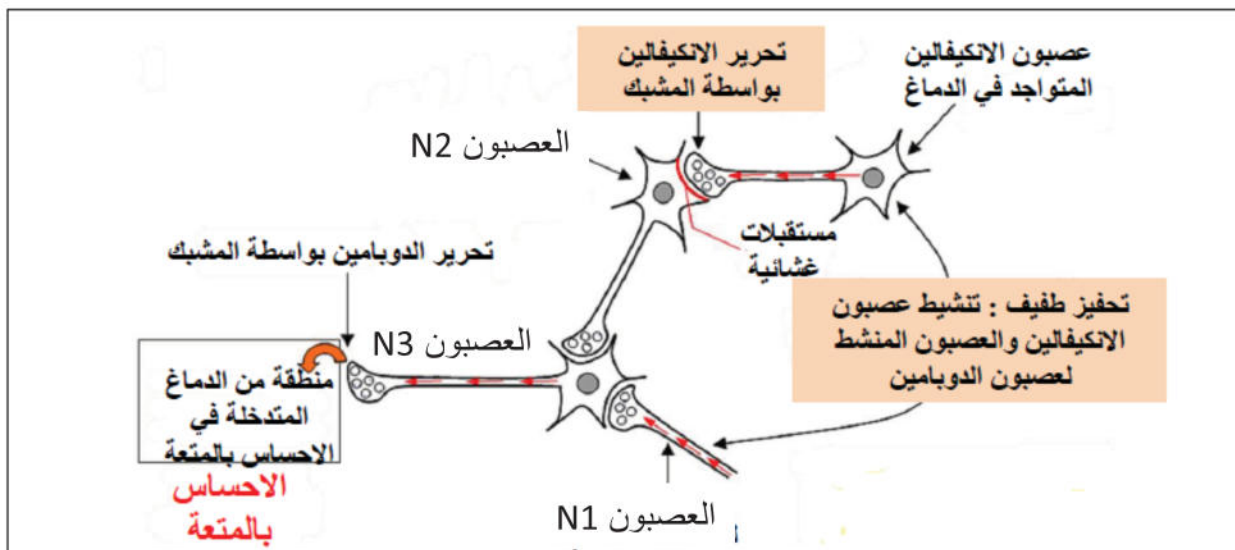 عصبون الانكيفالين
المتواجد في الدماغ
تحرير الانكيفالين
بواسطة المشبك
العصبون N2
مستقبلات
غشائية
تحرير الدوبامين بواسطة المشبك
تحفيز طفيف : تنشيط عصبون
الانكيفالين والعصبون المنشط
لعصبون الدوبامين
العصبون N3
منطقة من الدماغ
المتدخلة في
الاحساس بالمتعة
الاحساس
بالمتعة
العصبون N1